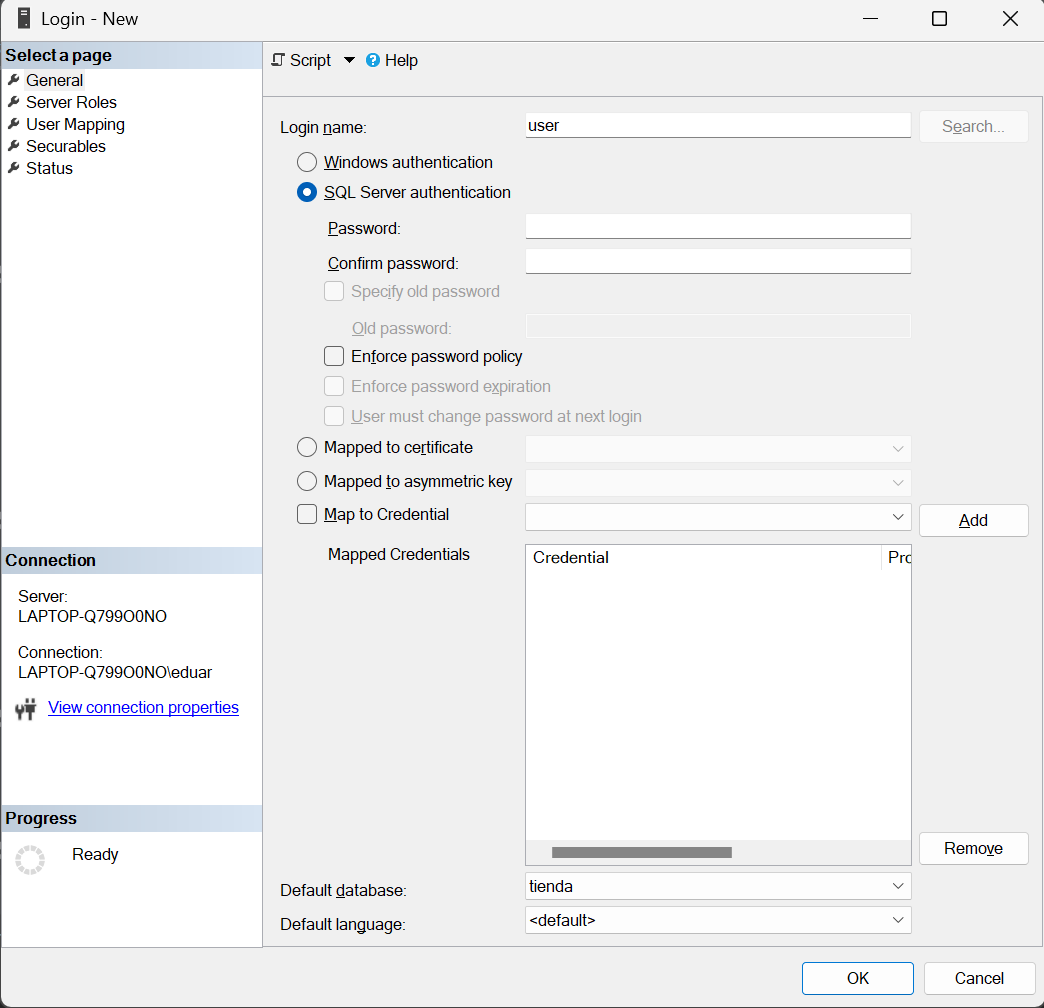 Login - New
Select a page
General
Server Roles
User Mapping
Securables
Status
Script Help
Login name: user Search...
Windows authentication
SQL Server authentication
Password:
Confirm password:
Specify old password
Old password:
Enforce password policy
Enforce password expiration
User must change password at next login
Mapped to certificate
Mapped to asymmetric key
Map to Credential Add
Mapped Credentials Credential Pro
Remove
Default database: tienda
Default language: <default>
Connection
Server:
LAPTOP-Q799O0NO
Connection:
LAPTOP-Q799O0NO\eduar
View connection properties
Progress
Ready
OK Cancel